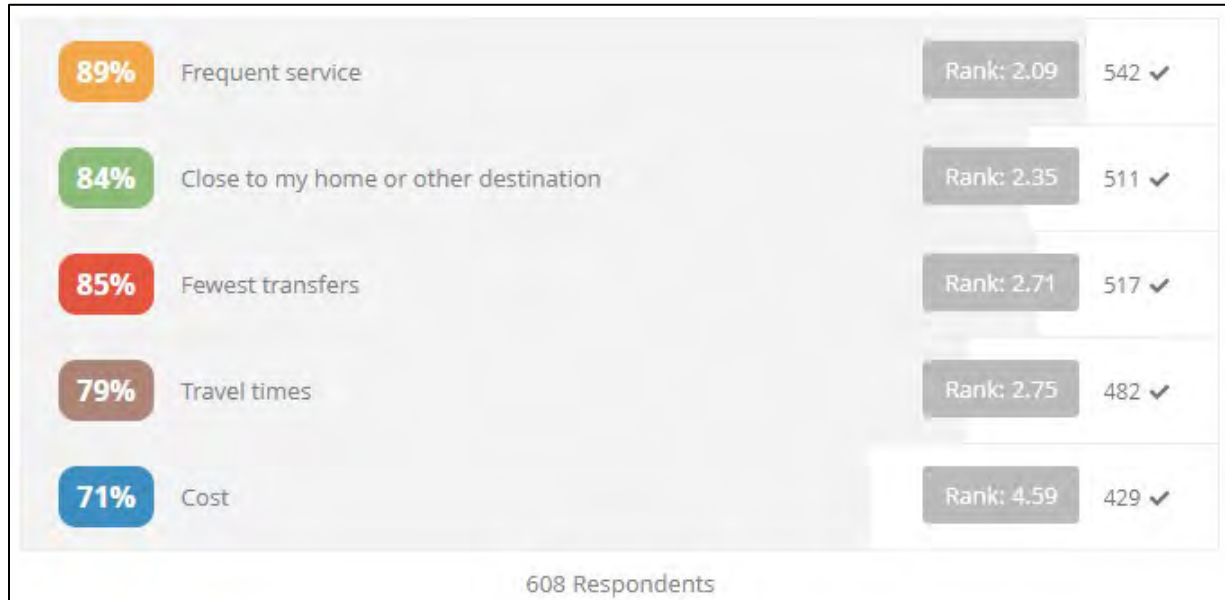 89% Frequent service Rank: 2.09 542 ✔
84% Close to my home or other destination Rank: 2.35 511 ✔
85% Fewest transfers Rank: 2.71 517 ✔
79% Travel times Rank: 2.75 482 ✔
71% Cost Rank: 4.59 429 ✔
608 Respondents